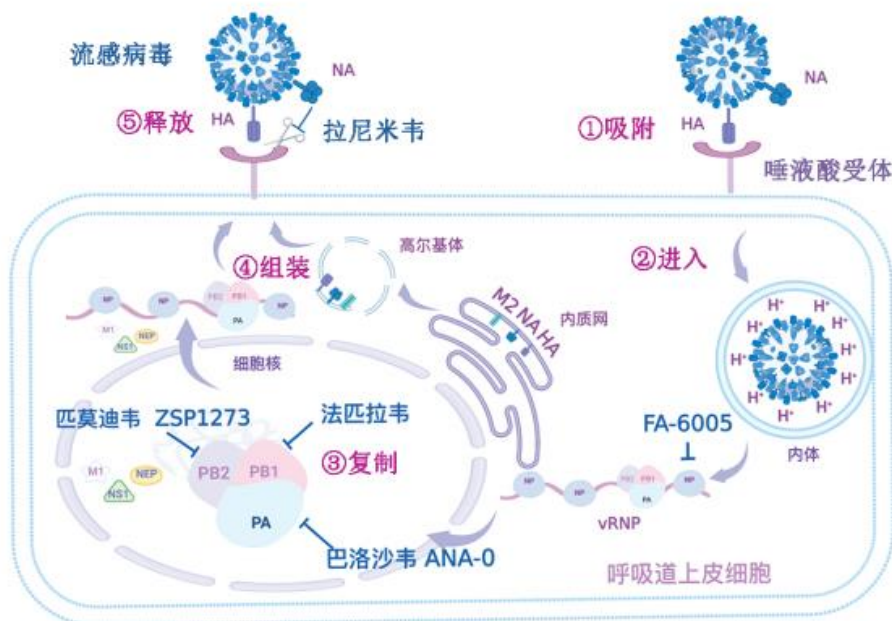 流感病毒
NA
HA
⑤释放
拉尼米韦
NA
HA
①吸附
唾液酸受体
②进入
H⁺
H⁺
H⁺
H⁺
H⁺
H⁺
H⁺
H⁺
H⁺
H⁺
内体
高尔基体
④组装
NP
NP
PB2
PB1
PA
NP
M1
NS1
NEP
细胞核
M2 NA HA
内质网
匹莫迪韦 ZSP1273
法匹拉韦
③复制
PB2
PB1
PA
M1
NEP
NS1
巴洛沙韦 ANA-0
FA-6005
NP
NP
PB2
PB1
PA
NP
vRNP
呼吸道上皮细胞